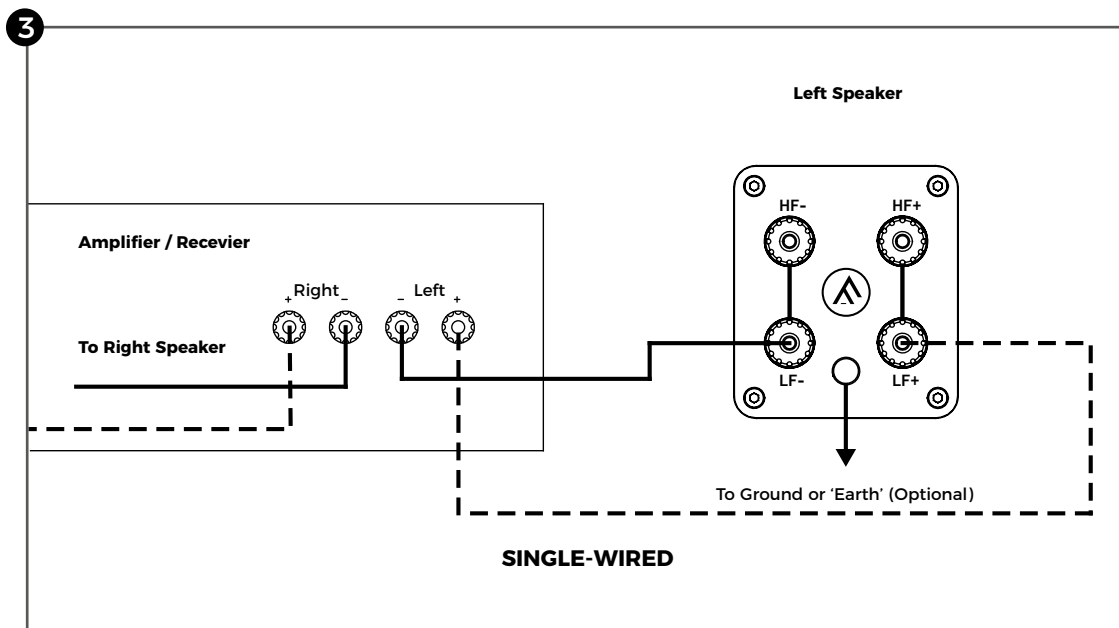 3
Left Speaker
HF- HF+
Amplifier / Recevier
+ Right - - Left +
To Right Speaker
LF- LF+
To Ground or ‘Earth’ (Optional)
SINGLE-WIRED